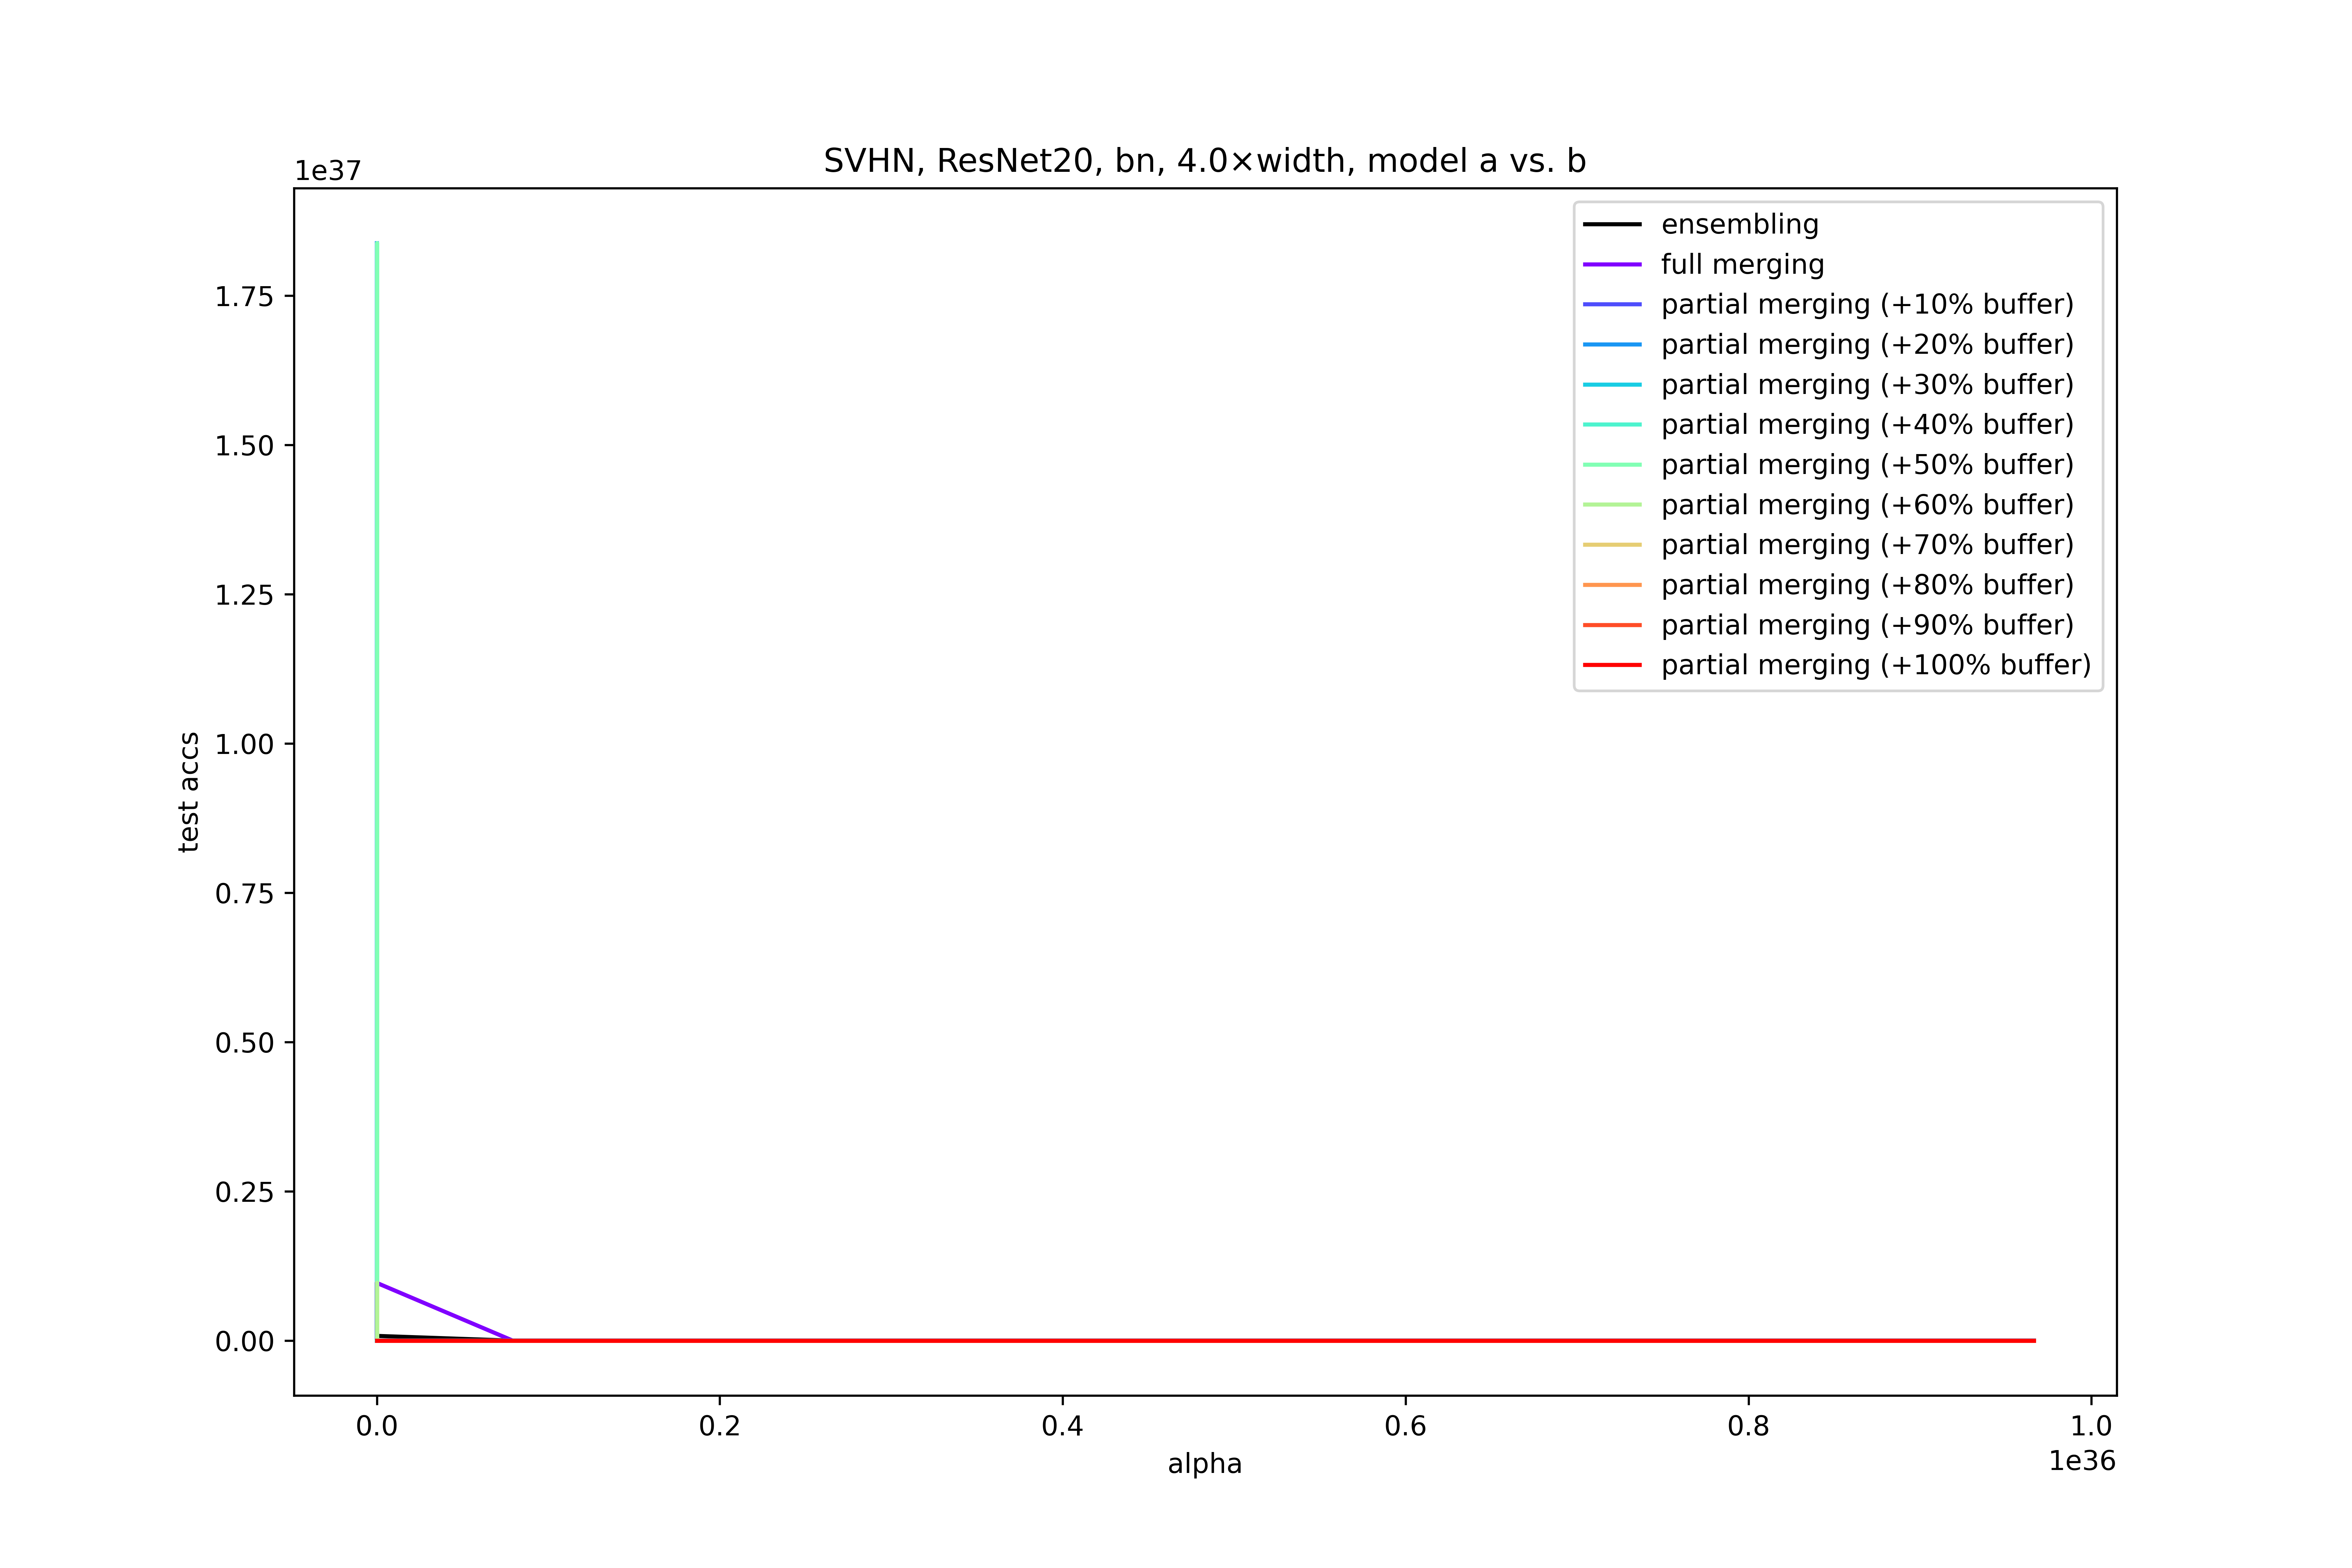 SVHN, ResNet20, bn, 4.0×width, model a vs. b
1e37
1.75
1.50
1.25
1.00
0.75
0.50
0.25
0.00
test accs
ensembling
full merging
partial merging (+10% buffer)
partial merging (+20% buffer)
partial merging (+30% buffer)
partial merging (+40% buffer)
partial merging (+50% buffer)
partial merging (+60% buffer)
partial merging (+70% buffer)
partial merging (+80% buffer)
partial merging (+90% buffer)
partial merging (+100% buffer)
0.0 0.2 0.4 0.6 0.8 1.0
1e36
alpha